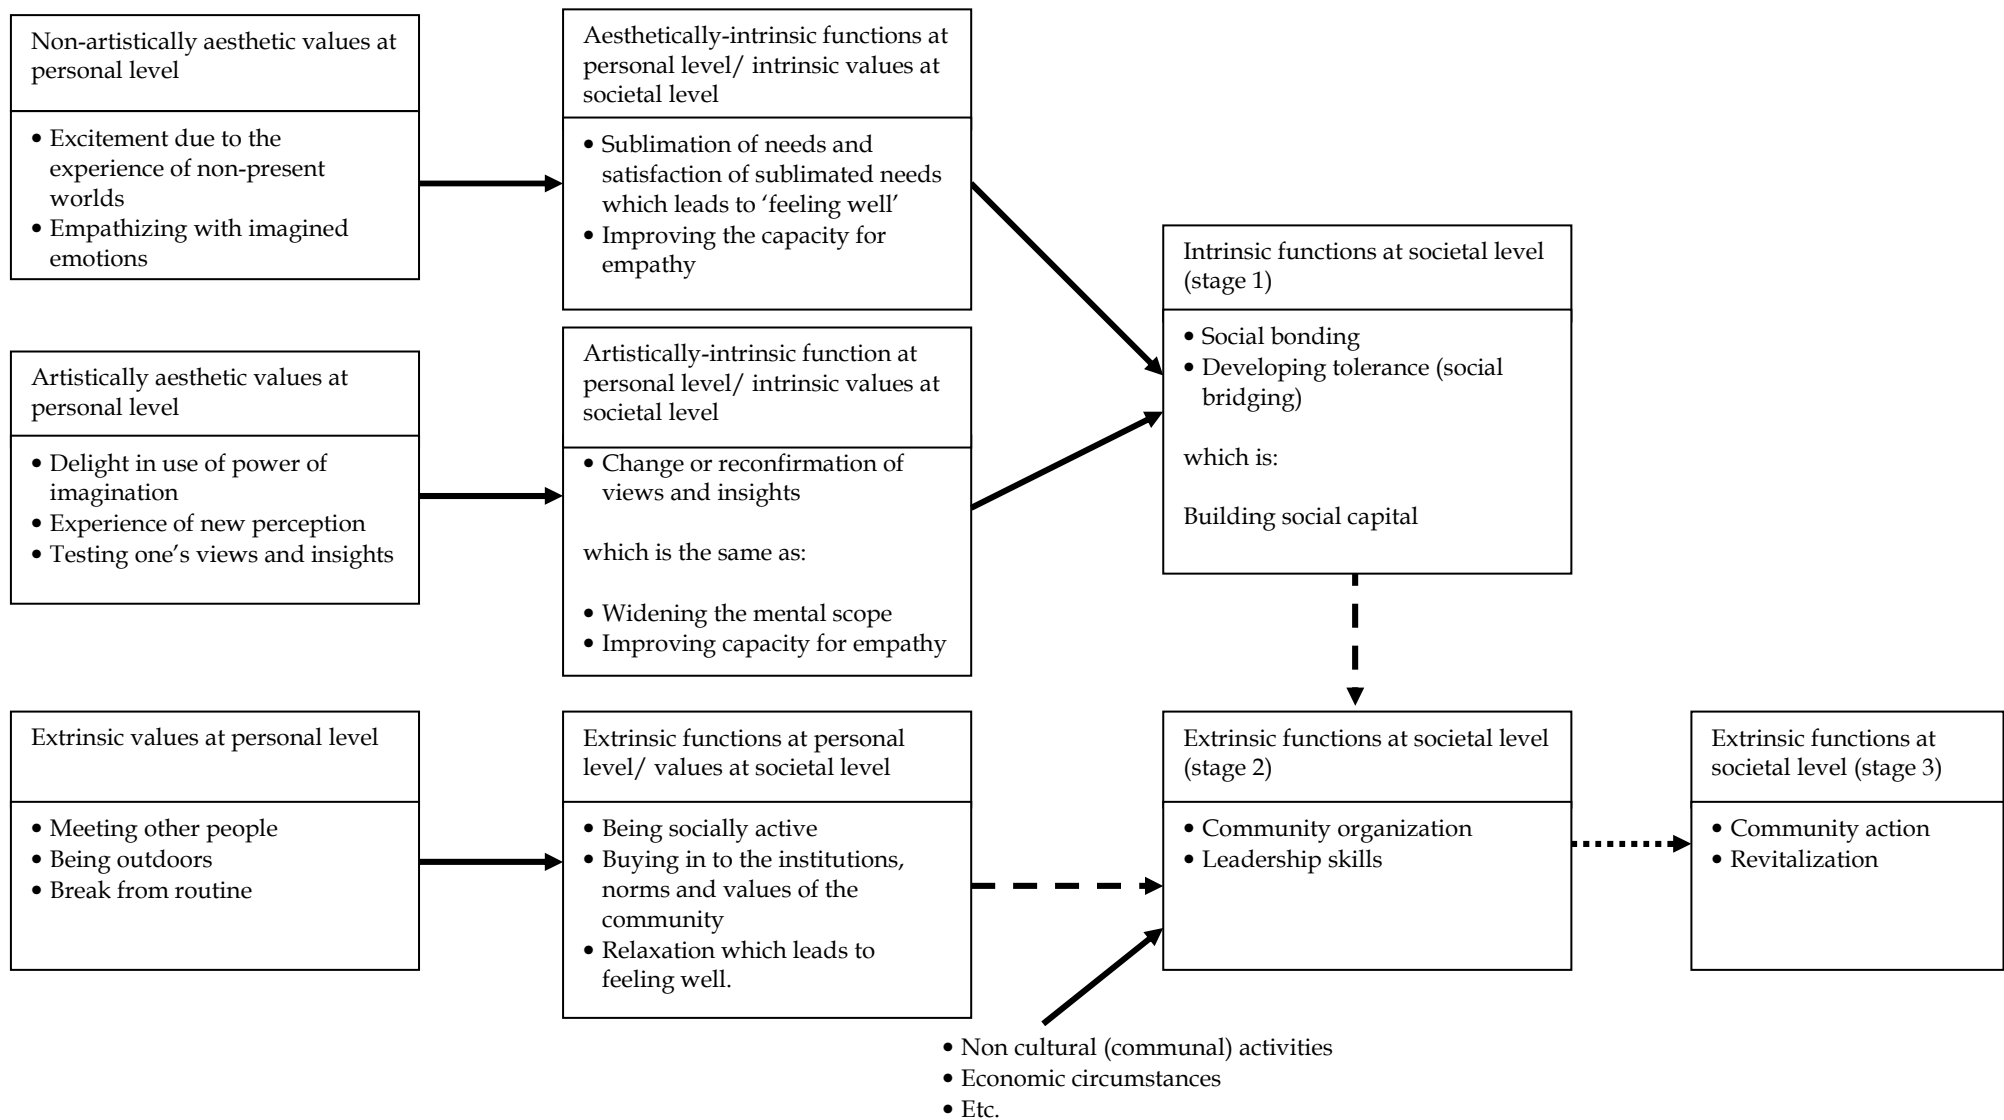 Non-artistically aesthetic values at
personal level
• Excitement due to the
experience of non-present
worlds
• Empathizing with imagined
emotions
Aesthetically-intrinsic functions at
personal level/ intrinsic values at
societal level
• Sublimation of needs and
satisfaction of sublimated needs
which leads to ‘feeling well’
• Improving the capacity for
empathy
Artistically aesthetic values at
personal level
• Delight in use of power of
imagination
• Experience of new perception
• Testing one’s views and insights
Artistically-intrinsic function at
personal level/ intrinsic values at
societal level
• Change or reconfirmation of
views and insights
which is the same as:
• Widening the mental scope
• Improving capacity for empathy
Intrinsic functions at societal level
(stage 1)
• Social bonding
• Developing tolerance (social
bridging)
which is:
Building social capital
Extrinsic values at personal level
• Meeting other people
• Being outdoors
• Break from routine
Extrinsic functions at personal
level/ values at societal level
• Being socially active
• Buying in to the institutions,
norms and values of the
community
• Relaxation which leads to
feeling well.
Extrinsic functions at societal level
(stage 2)
• Community organization
• Leadership skills
Extrinsic functions at
societal level (stage 3)
• Community action
• Revitalization
• Non cultural (communal) activities
• Economic circumstances
• Etc.